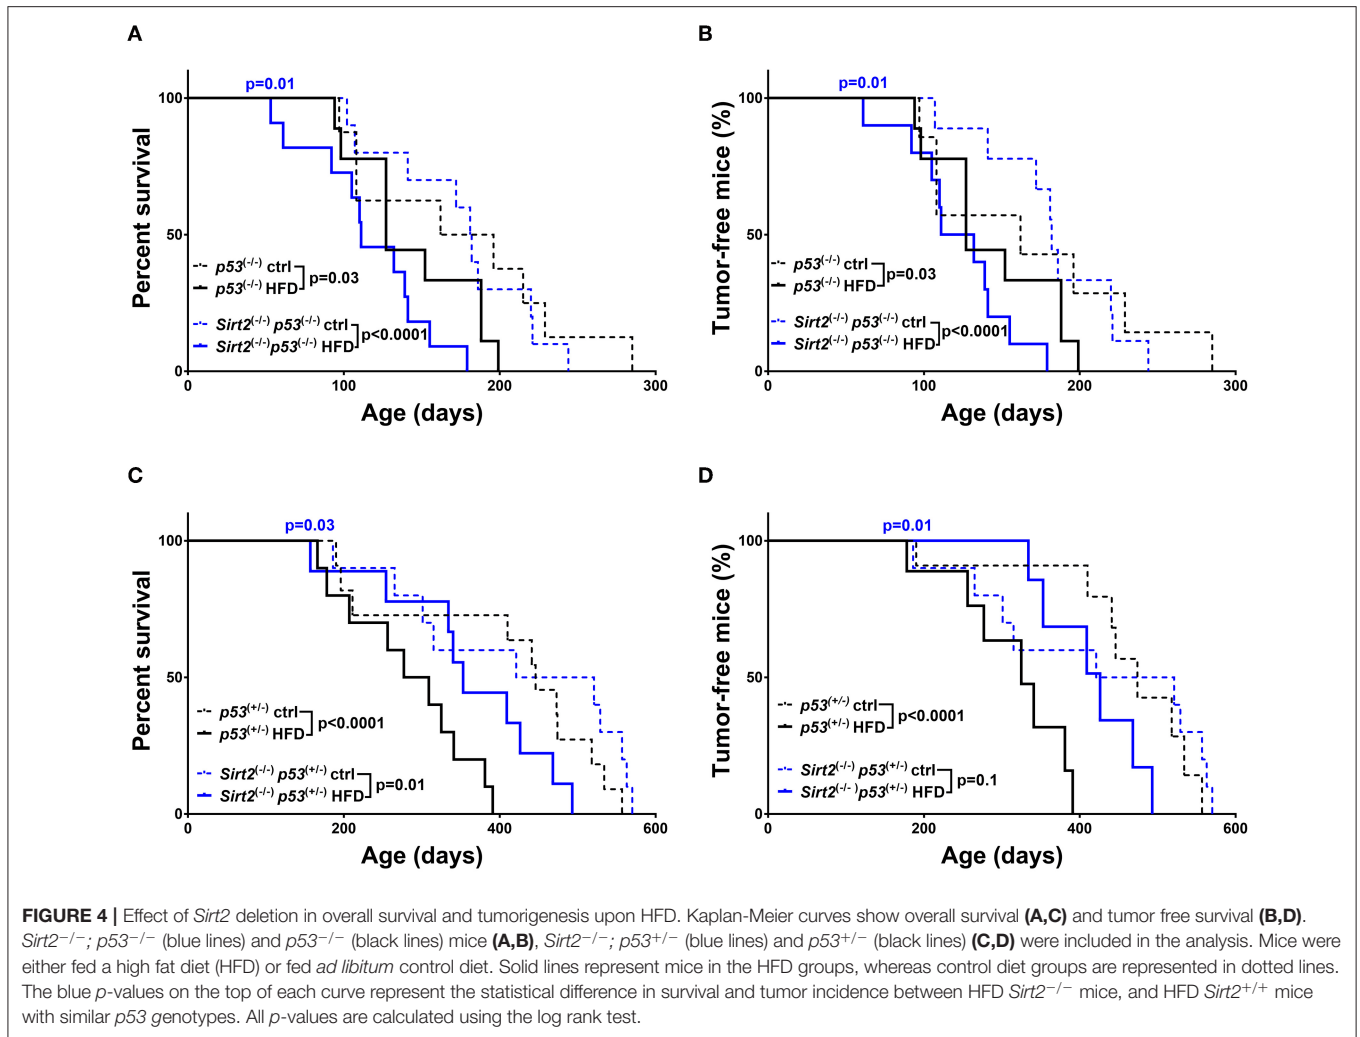 A
p=0.01
100
50
0
Percent survival
p53(-/-) ctrl
p53(-/-) HFD
p=0.03
Sirt2(-/-) p53(-/-) ctrl
Sirt2(-/-)p53(-/-) HFD
p<0.0001
0 100 200 300
Age (days)
B
p=0.01
100
50
0
Tumor-free mice (%)
p53(-/-) ctrl
p53(-/-) HFD
p=0.03
Sirt2(-/-) p53(-/-) ctrl
Sirt2(-/-) p53(-/-) HFD
p<0.0001
0 100 200 300
Age (days)
C
p=0.03
100
50
0
Percent survival
p53(+/-) ctrl
p53(+/-) HFD
p<0.0001
Sirt2(-/-) p53(+/-) ctrl
Sirt2(-/-) p53(+/-) HFD
p=0.01
0 200 400 600
Age (days)
D
p=0.01
100
50
0
Tumor-free mice (%)
p53(+/-) ctrl
p53(+/-) HFD
p<0.0001
Sirt2(-/-) p53(+/-) ctrl
Sirt2(-/- )p53(+/-) HFD
p=0.1
0 200 400 600
Age (days)
FIGURE 4 | Effect of Sirt2 deletion in overall survival and tumorigenesis upon HFD. Kaplan-Meier curves show overall survival (A,C) and tumor free survival (B,D).
Sirt2−/−; p53−/− (blue lines) and p53−/− (black lines) mice (A,B), Sirt2−/−; p53+/− (blue lines) and p53+/− (black lines) (C,D) were included in the analysis. Mice were
either fed a high fat diet (HFD) or fed ad libitum control diet. Solid lines represent mice in the HFD groups, whereas control diet groups are represented in dotted lines.
The blue p-values on the top of each curve represent the statistical difference in survival and tumor incidence between HFD Sirt2−/− mice, and HFD Sirt2+/+ mice
with similar p53 genotypes. All p-values are calculated using the log rank test.